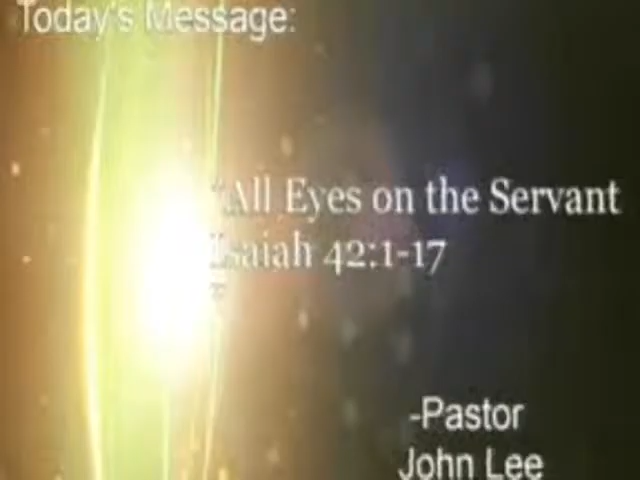 Today's Message:
"All Eyes on the Servant
Isaiah 42:1-17
"
-Pastor
John Lee